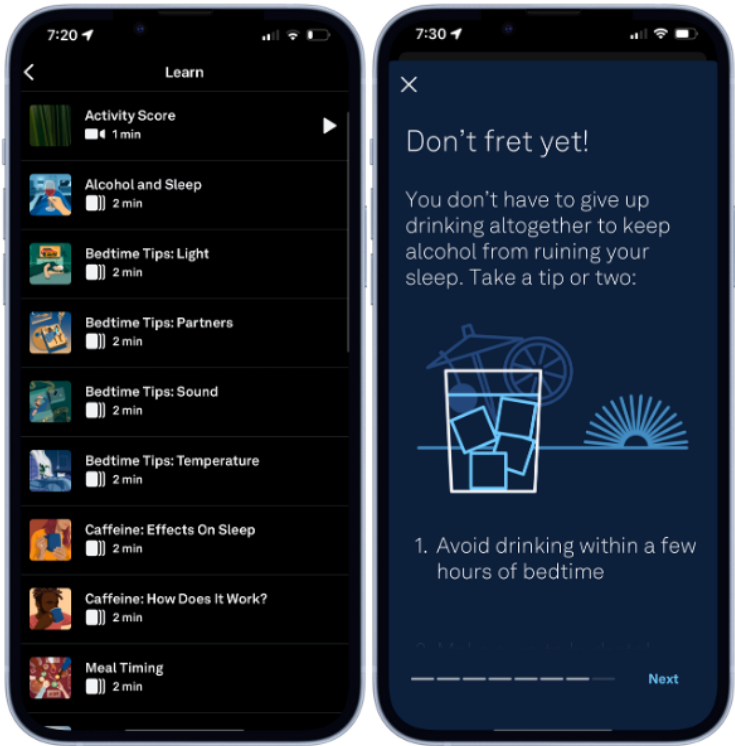 7:20
Learn
Activity Score
1 min
Alcohol and Sleep
2 min
Bedtime Tips: Light
2 min
Bedtime Tips: Partners
2 min
Bedtime Tips: Sound
2 min
Bedtime Tips: Temperature
2 min
Caffeine: Effects On Sleep
2 min
Caffeine: How Does It Work?
2 min
Meal Timing
2 min
7:30
Don't fret yet!
You don't have to give up
drinking altogether to keep
alcohol from ruining your
sleep. Take a tip or two:
1. Avoid drinking within a few
hours of bedtime
Next